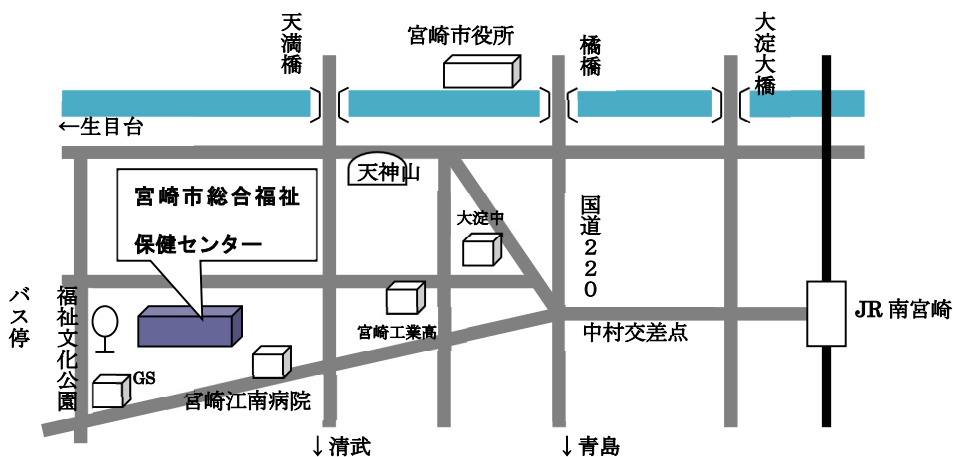 天満橋
宮崎市役所
橘橋
大淀大橋
←生目台
天神山
宮崎市総合福祉
保健センター
大淀中
国道220
バス停
福祉文化公園
宮崎工業高
中村交差点
JR 南宮崎
GS
宮崎江南病院
↓清武
↓青島